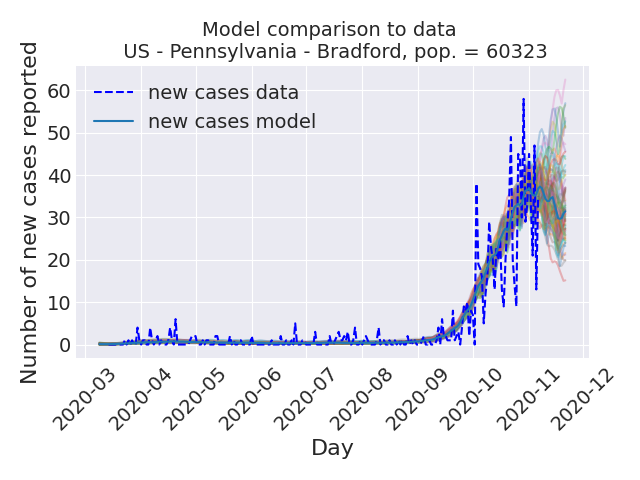 Model comparison to data
US - Pennsylvania - Bradford, pop. = 60323
Number of new cases reported
60
50
40
30
20
10
0
new cases data
new cases model
2020-03
2020-04
2020-05
2020-06
2020-07
2020-08
2020-09
2020-10
2020-11
2020-12
Day